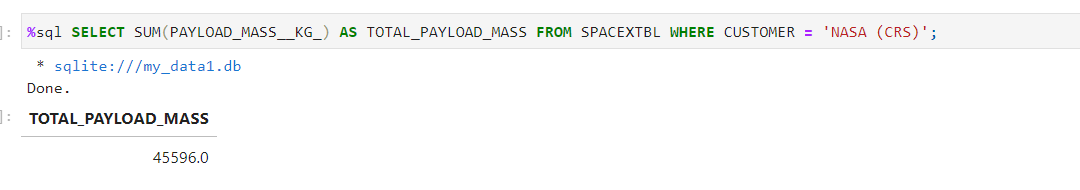 ]: %sql SELECT SUM(PAYLOAD_MASS__KG_) AS TOTAL_PAYLOAD_MASS FROM SPACEXTBL WHERE CUSTOMER = 'NASA (CRS)';
* sqlite:///my_data1.db
Done.
]: TOTAL_PAYLOAD_MASS
45596.0